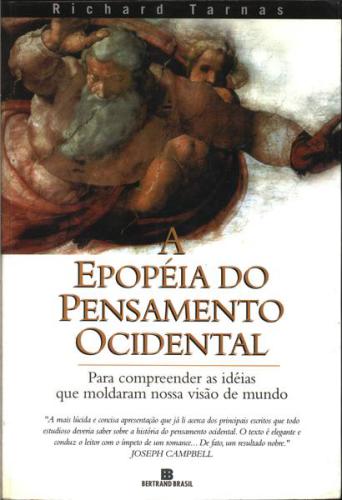 Richard Tarnas
A
EPOPÉIA DO
PENSAMENTO
OCIDENTAL
Para compreender as idéias
que moldaram nossa visão de mundo
"A mais lúcida e concisa apresentação que já li acerca dos principais escritos que todo
estudioso deveria saber sobre a história do pensamento ocidental. O texto é elegante e
conduz o leitor com o ímpeto de um romance... De fato, um resultado nobre."
JOSEPH CAMPBELL
BB
BERTRAND BRASIL